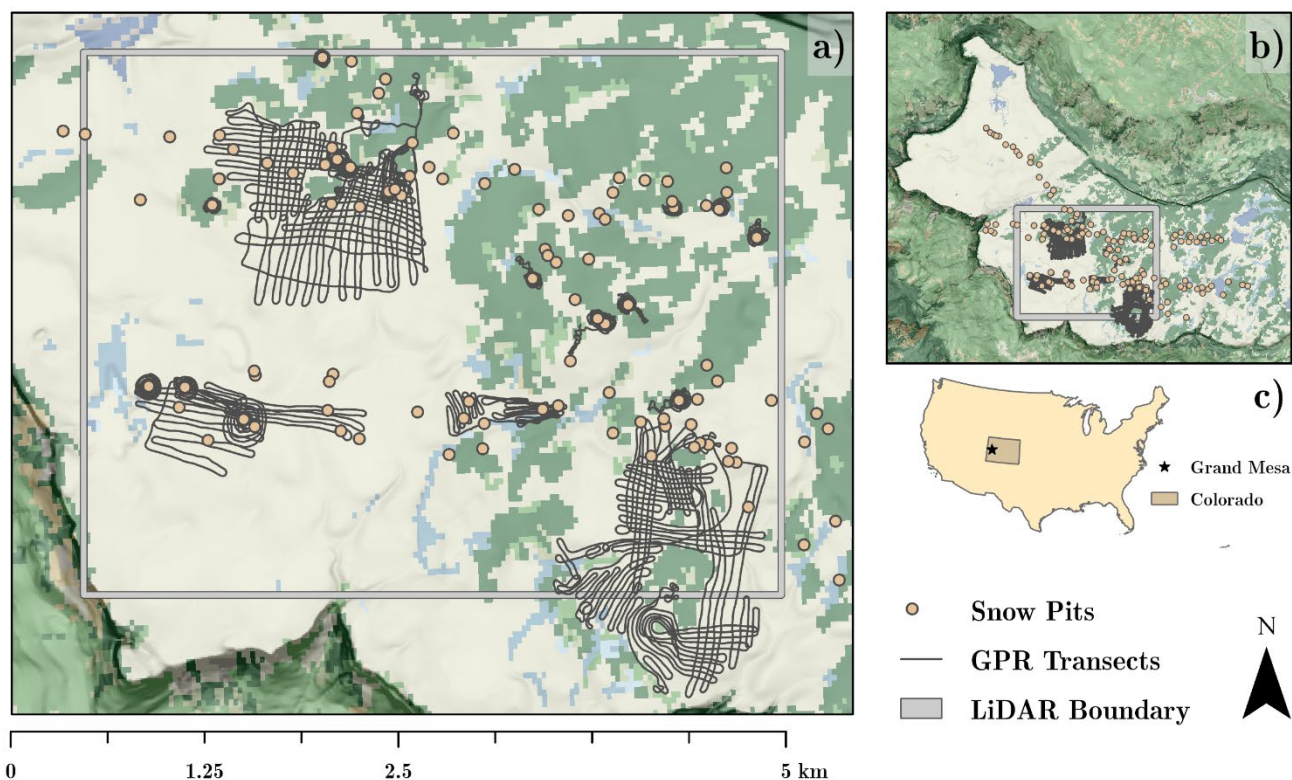 a)
b)
c)
Grand Mesa
Colorado
Snow Pits
GPR Transects
LiDAR Boundary
N
0 1.25 2.5 5 km